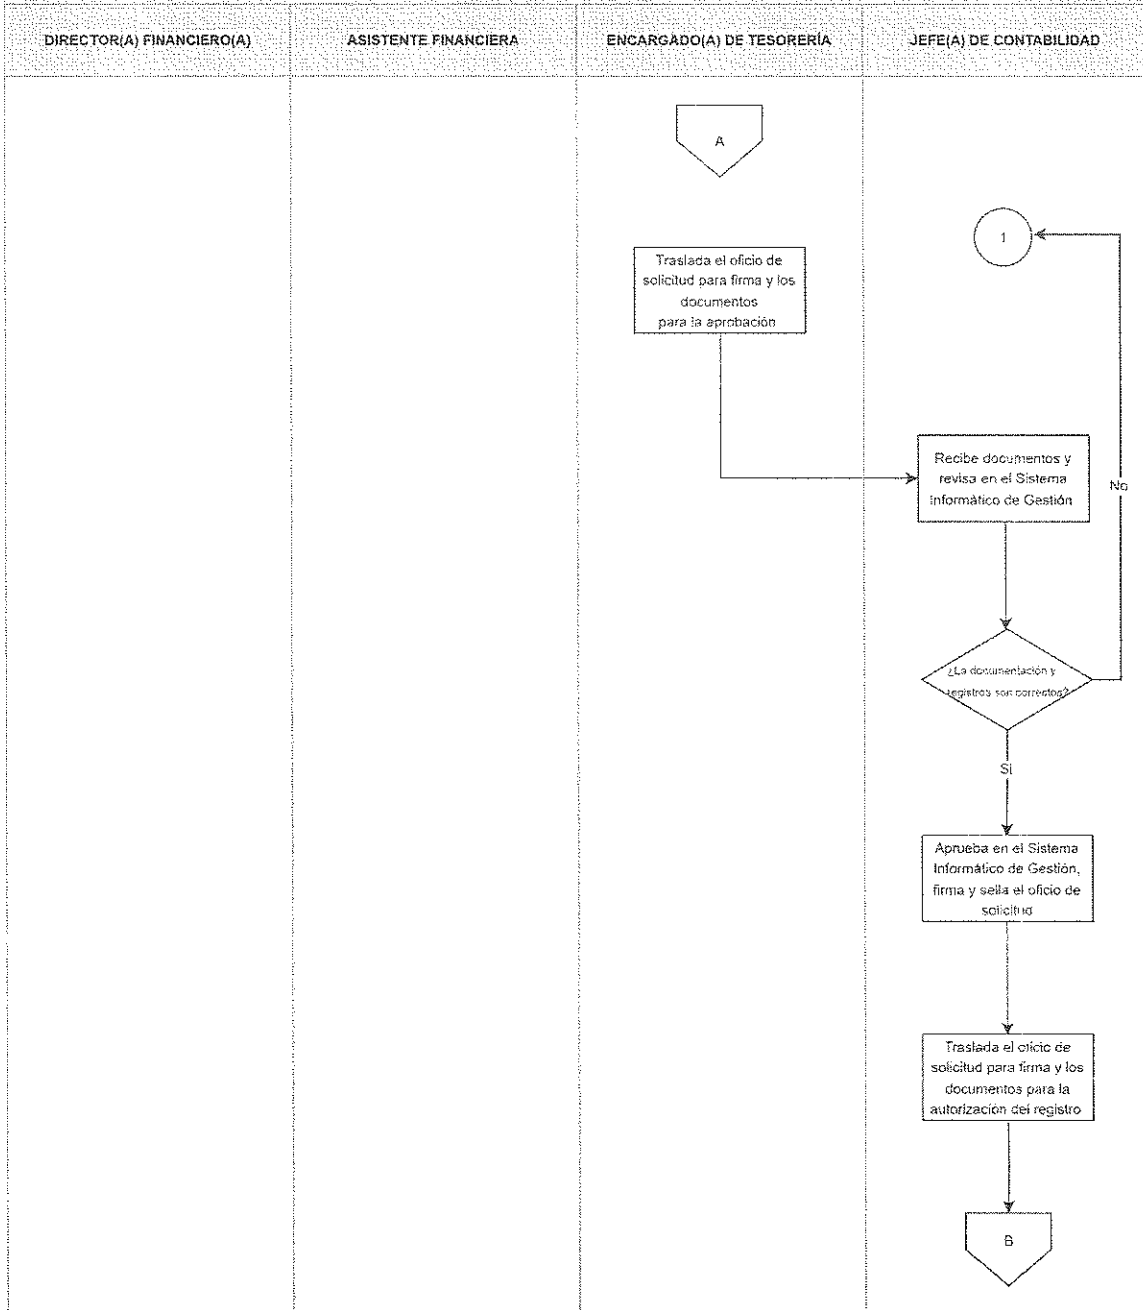 DIRECTOR(A) FINANCIERO(A)
ASISTENTE FINANCIERA
ENCARGADO(A) DE TESORERÍA
JEFE(A) DE CONTABILIDAD
A
1
Traslada el oficio de
solicitud para firma y los
documentos
para la aprobación
Recibe documentos y
revisa en el Sistema
Informático de Gestión
No
¿La documentación y
registros son correctos?
Si
Aprueba en el Sistema
Informático de Gestión,
firma y sella el oficio de
solicitud
Traslada el oficio de
solicitud para firma y los
documentos para la
autorización del registro
B